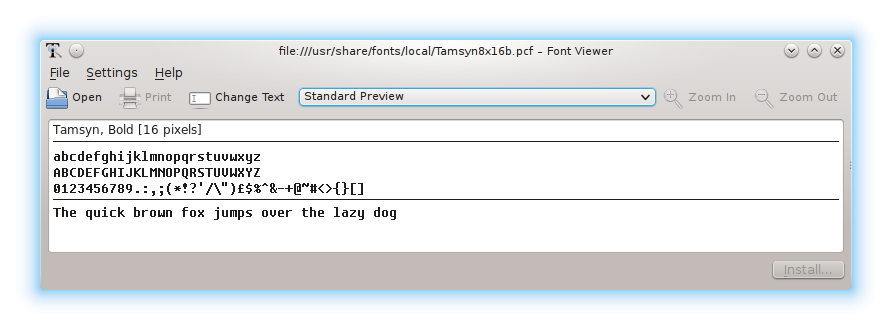 file:///usr/share/fonts/local/Tamsyn8x16b.pcf – Font Viewer
File Settings Help
Open Print Change Text Standard Preview Zoom In Zoom Out
Tamsyn, Bold [16 pixels]
abcdefghijklmnopqrstuvwxyz
ABCDEFGHIJKLMNOPQRSTUVWXYZ
0123456789.:,;(*!?'/\")£$%^&-+@~#<>{}[]
The quick brown fox jumps over the lazy dog
Install...